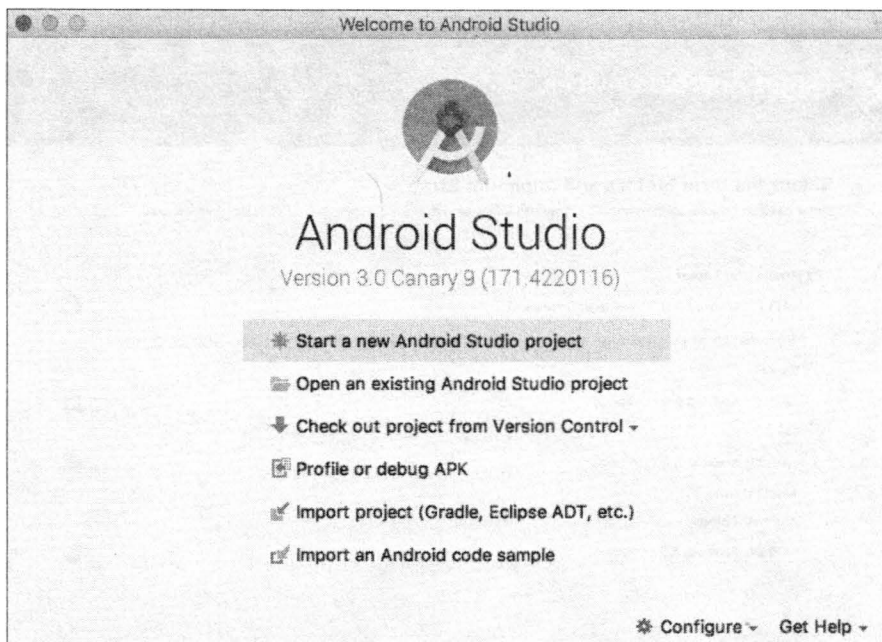 Welcome to Android Studio
Android Studio
Version 3.0 Canary 9 (171.4220116)
Start a new Android Studio project
Open an existing Android Studio project
Check out project from Version Control
Profile or debug APK
Import project (Gradle, Eclipse ADT, etc.)
Import an Android code sample
Configure Get Help